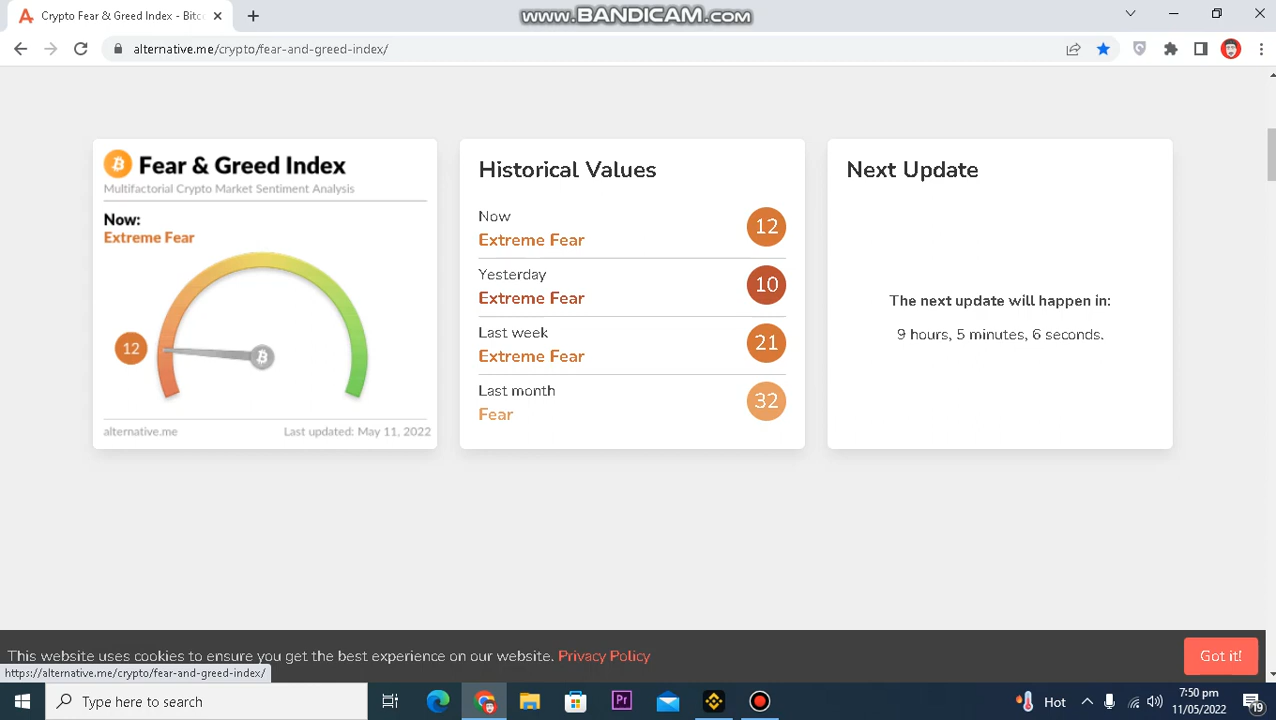 Crypto Fear & Greed Index - Bitco
www.BANDICAM.com
alternative.me/crypto/fear-and-greed-index/
Fear & Greed Index
Multifactorial Crypto Market Sentiment Analysis
Now:
Extreme Fear
12
alternative.me
Last updated: May 11, 2022
Historical Values
Now
Extreme Fear
12
Yesterday
Extreme Fear
10
Last week
Extreme Fear
21
Last month
Fear
32
Next Update
The next update will happen in:
9 hours, 5 minutes, 6 seconds.
This website uses cookies to ensure you get the best experience on our website. Privacy Policy
Got it!
https://alternative.me/crypto/fear-and-greed-index/
Type here to search
Pr
Hot
7:50 pm
11/05/2022
19